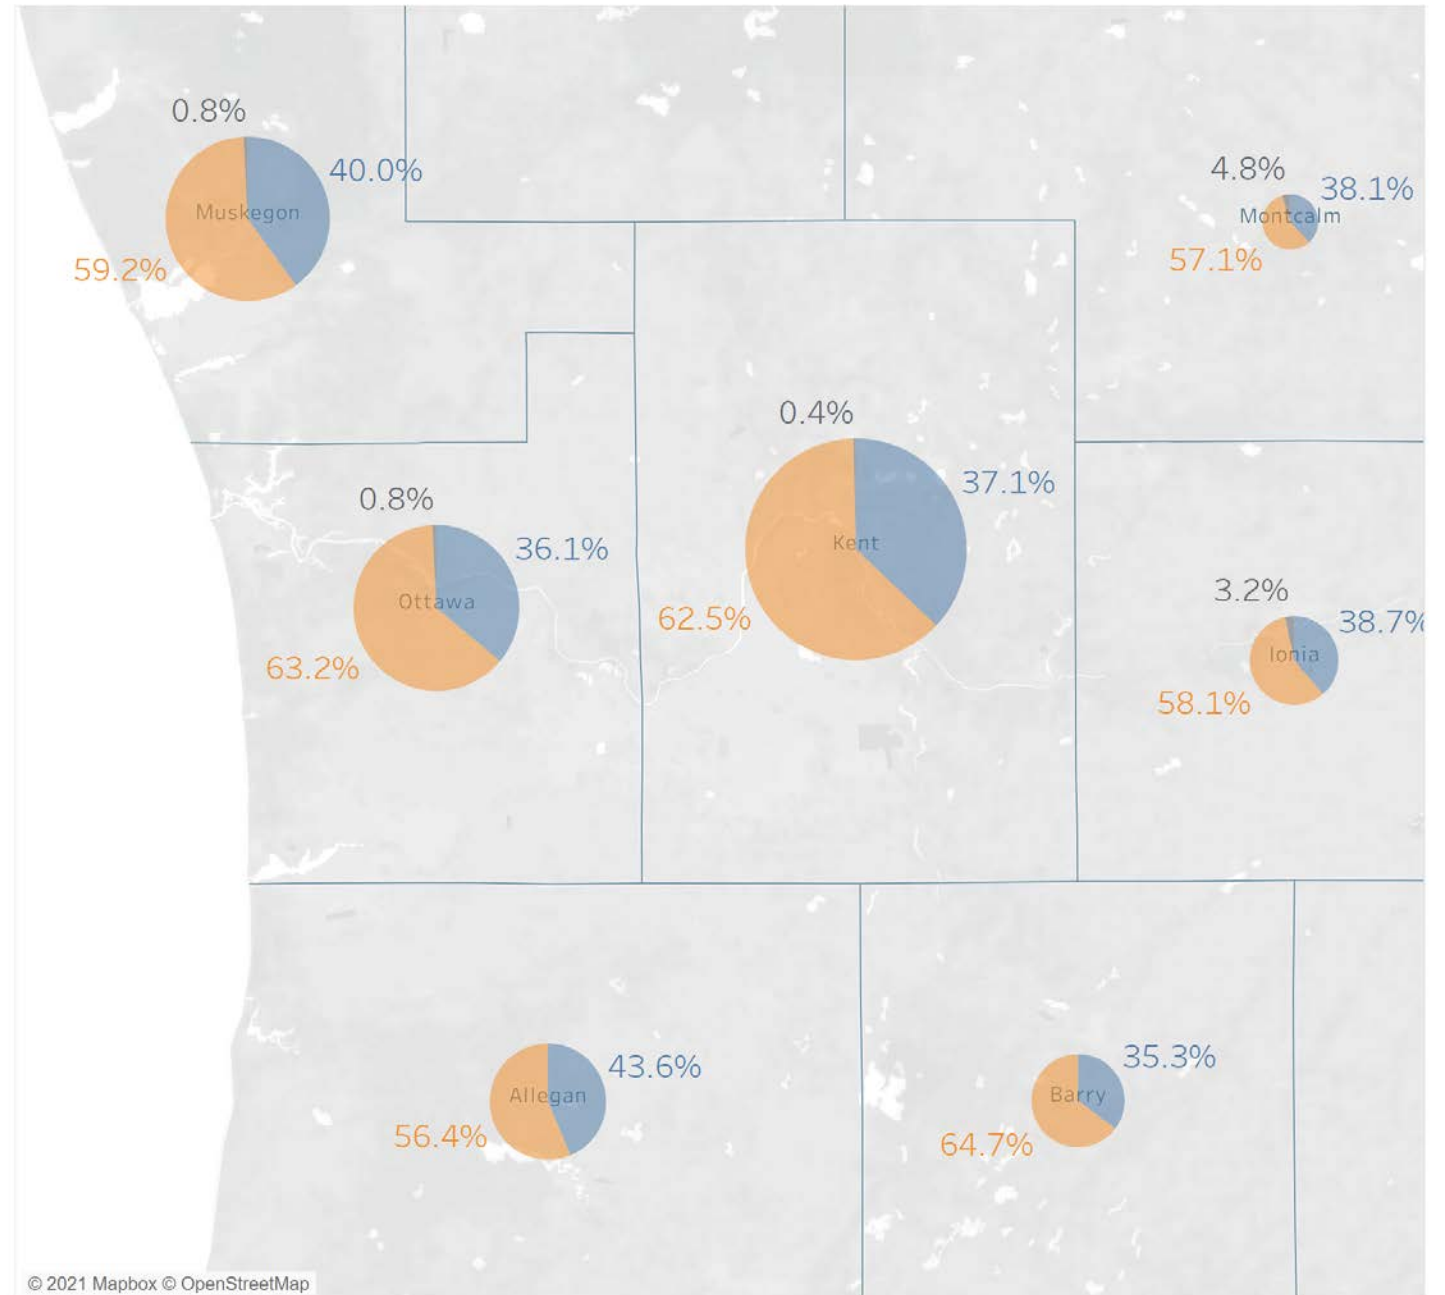 0.8%
40.0%
Muskegon
59.2%
4.8%
38.1%
Montcalm
57.1%
0.4%
37.1%
Kent
62.5%
0.8%
36.1%
Ottawa
63.2%
3.2%
38.7%
Ionia
58.1%
43.6%
Allegan
56.4%
35.3%
Barry
64.7%
© 2021 Mapbox © OpenStreetMap